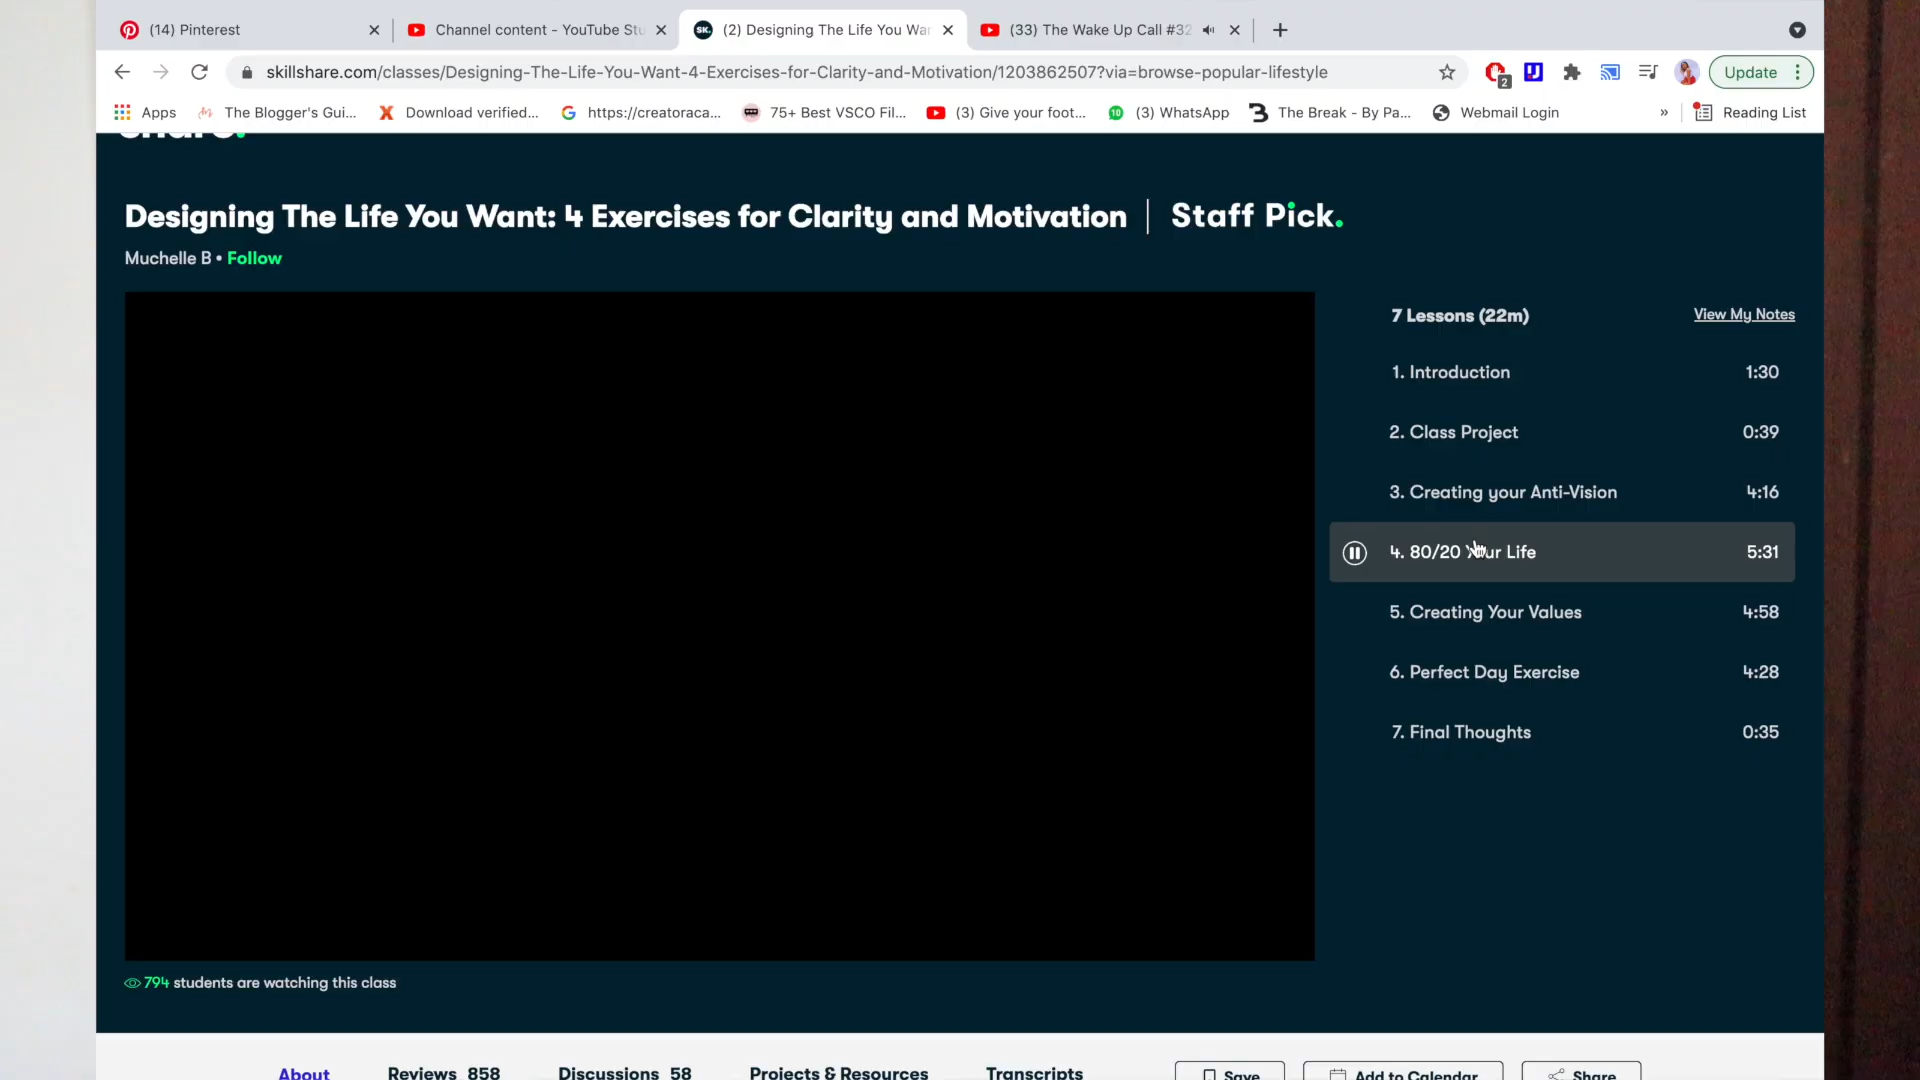 (14) Pinterest
Channel content - YouTube Stu
SK.
(2) Designing The Life You War
(33) The Wake Up Call #32
skillshare.com/classes/Designing-The-Life-You-Want-4-Exercises-for-Clarity-and-Motivation/1203862507?via=browse-popular-lifestyle
2
Update
Apps
The Blogger's Gui...
Download verified...
https://creatoraca...
75+ Best VSCO Fil...
(3) Give your foot...
10
(3) WhatsApp
The Break - By Pa...
Webmail Login
»
Reading List
share.
Designing The Life You Want: 4 Exercises for Clarity and Motivation | Staff Pick.
Muchelle B • Follow
7 Lessons (22m)
View My Notes
1. Introduction 1:30
2. Class Project 0:39
3. Creating your Anti-Vision 4:16
4. 80/20 Your Life 5:31
5. Creating Your Values 4:58
6. Perfect Day Exercise 4:28
7. Final Thoughts 0:35
794 students are watching this class
About
Reviews 858
Discussions 58
Projects & Resources
Transcripts
Save
Add to Calendar
Share